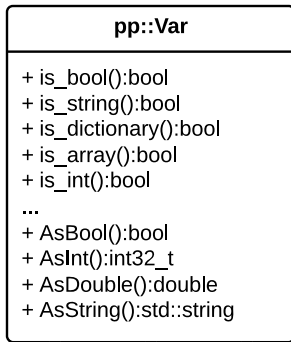 pp::Var
+ is_bool():bool
+ is_string():bool
+ is_dictionary():bool
+ is_array():bool
+ is_int():bool
...
+ AsBool():bool
+ AsInt():int32_t
+ AsDouble():double
+ AsString():std::string